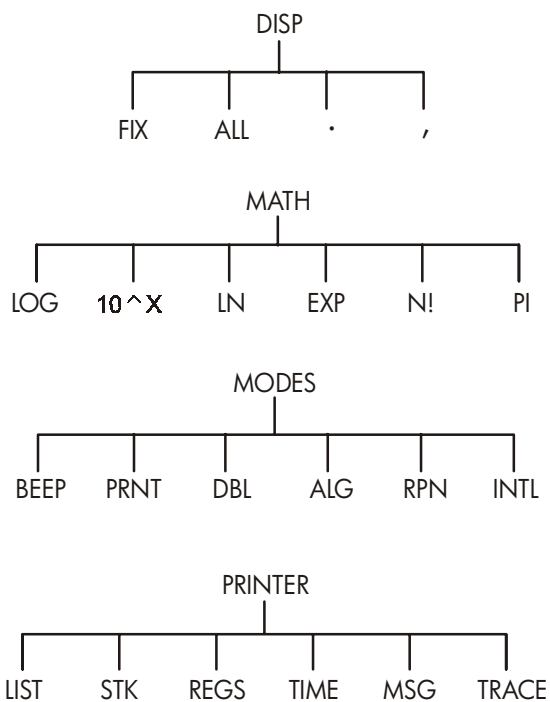 DISP
FIX ALL . ,
MATH
LOG 10^X LN EXP N! PI
MODES
BEEP PRNT DBL ALG RPN INTL
PRINTER
LIST STK REGS TIME MSG TRACE